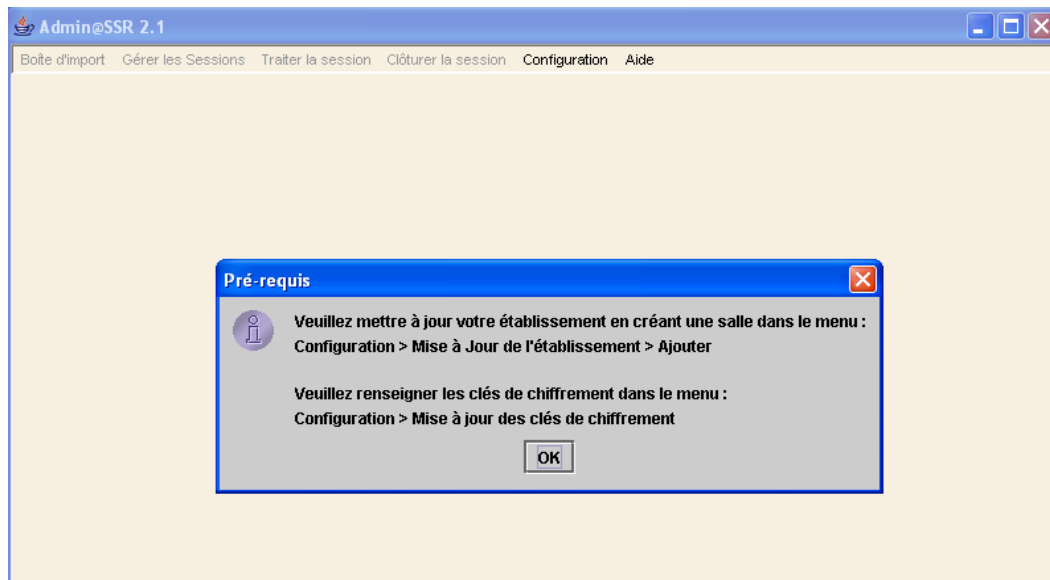 Admin@SSR 2.1
Boîte d'import Gérer les Sessions Traiter la session Clôturer la session Configuration Aide
Pré-requis
Veuillez mettre à jour votre établissement en créant une salle dans le menu :
Configuration > Mise à Jour de l'établissement > Ajouter
Veuillez renseigner les clés de chiffrement dans le menu :
Configuration > Mise à jour des clés de chiffrement
OK